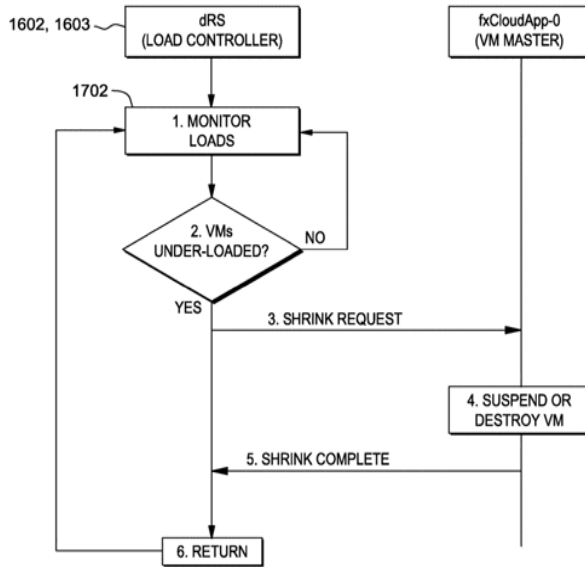 1602, 1603
dRS
(LOAD CONTROLLER)
fxCloudApp-0
(VM MASTER)
1702
1. MONITOR
LOADS
2. VMs
UNDER-LOADED?
NO
YES
3. SHRINK REQUEST
4. SUSPEND OR
DESTROY VM
5. SHRINK COMPLETE
6. RETURN